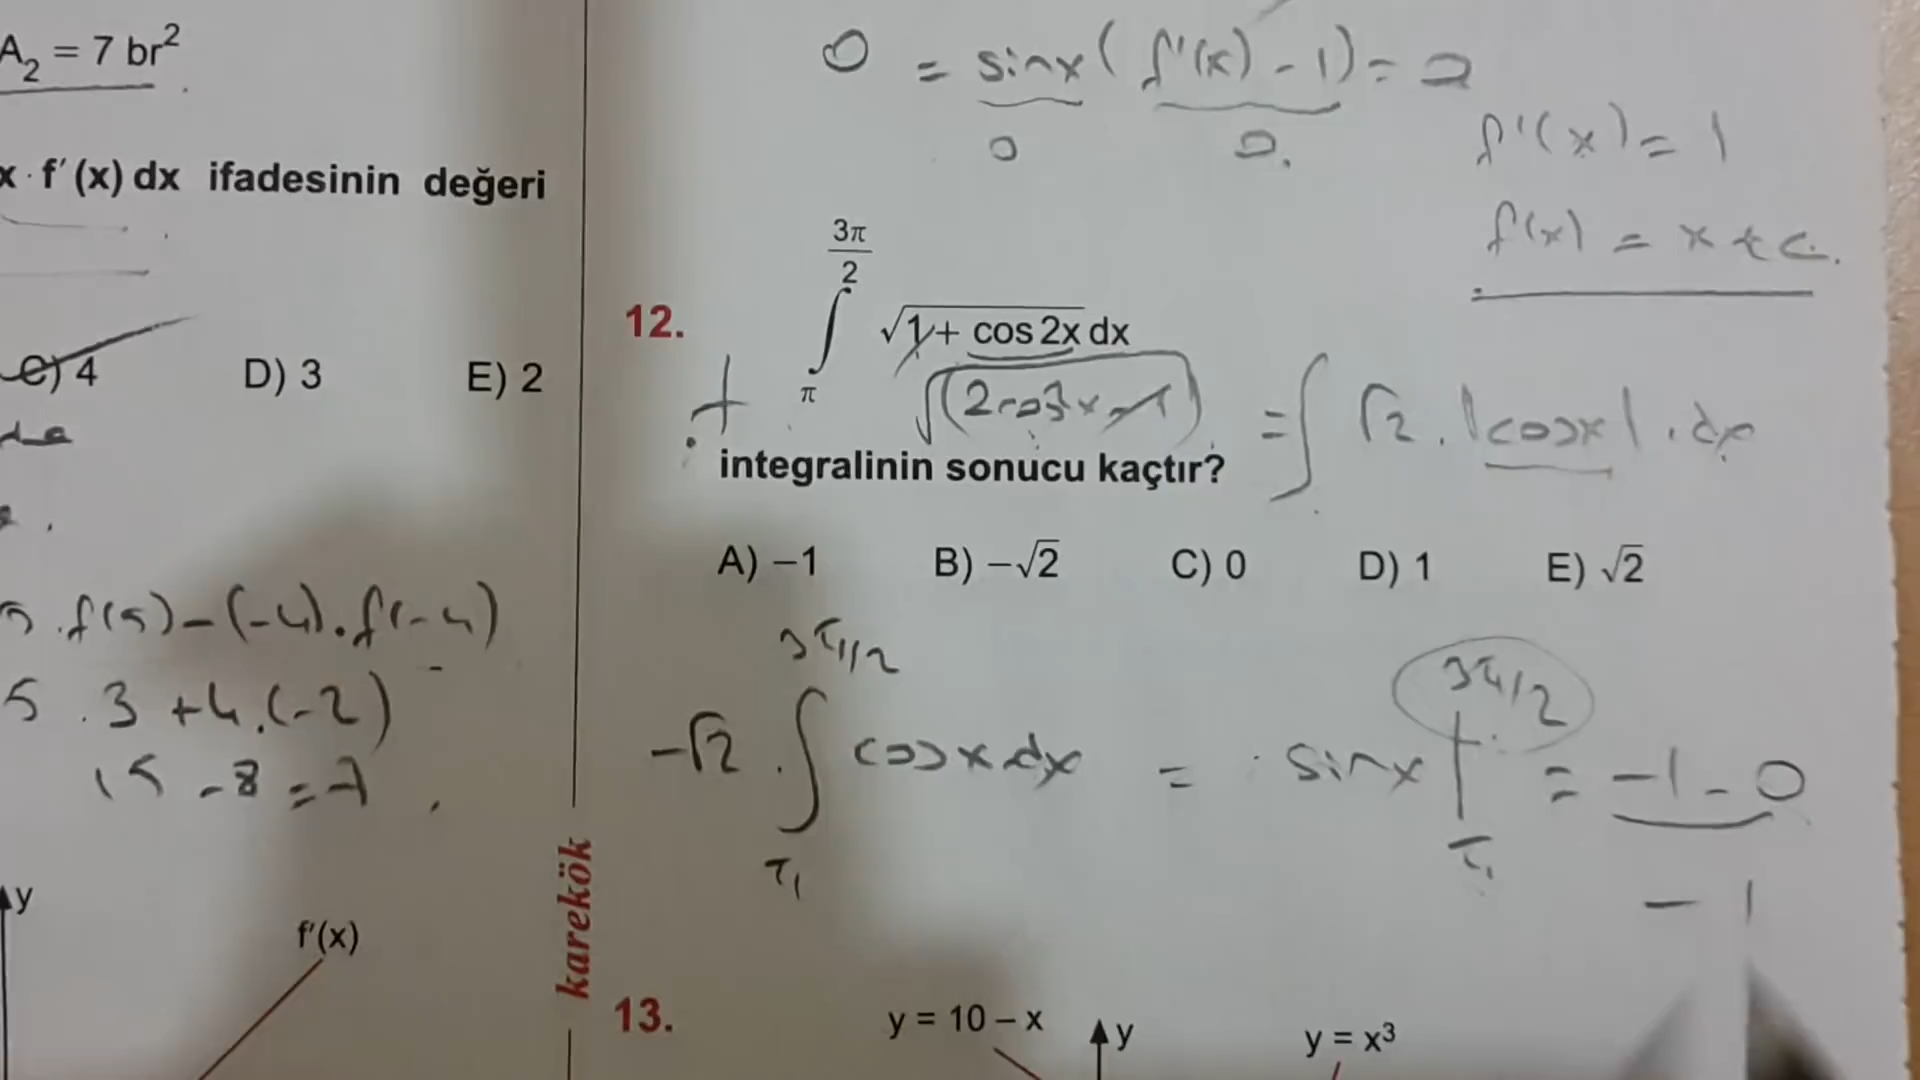 A₂ = 7 br²
x · f'(x) dx ifadesinin değeri
C) 4 D) 3 E) 2
5 . f(5) – (-4) . f(-4)
5 . 3 + 4 . (-2)
15 – 8 = 7
y
f'(x)
karekök
0 = sinx ( f'(x) – 1 ) = 0
0 0
f'(x) = 1
f(x) = x + c.
12. ∫ π 3π/2 √1 + cos 2x dx
+ √(2cos²x – 1) = ∫ √2 . |cosx| . dx
integralinin sonucu kaçtır?
A) –1 B) –√2 C) 0 D) 1 E) √2
–√2 . ∫ π 3π/2 cosx dx = sinx | π 3π/2 = –1 – 0
–1
13.
y = 10 – x y y = x³